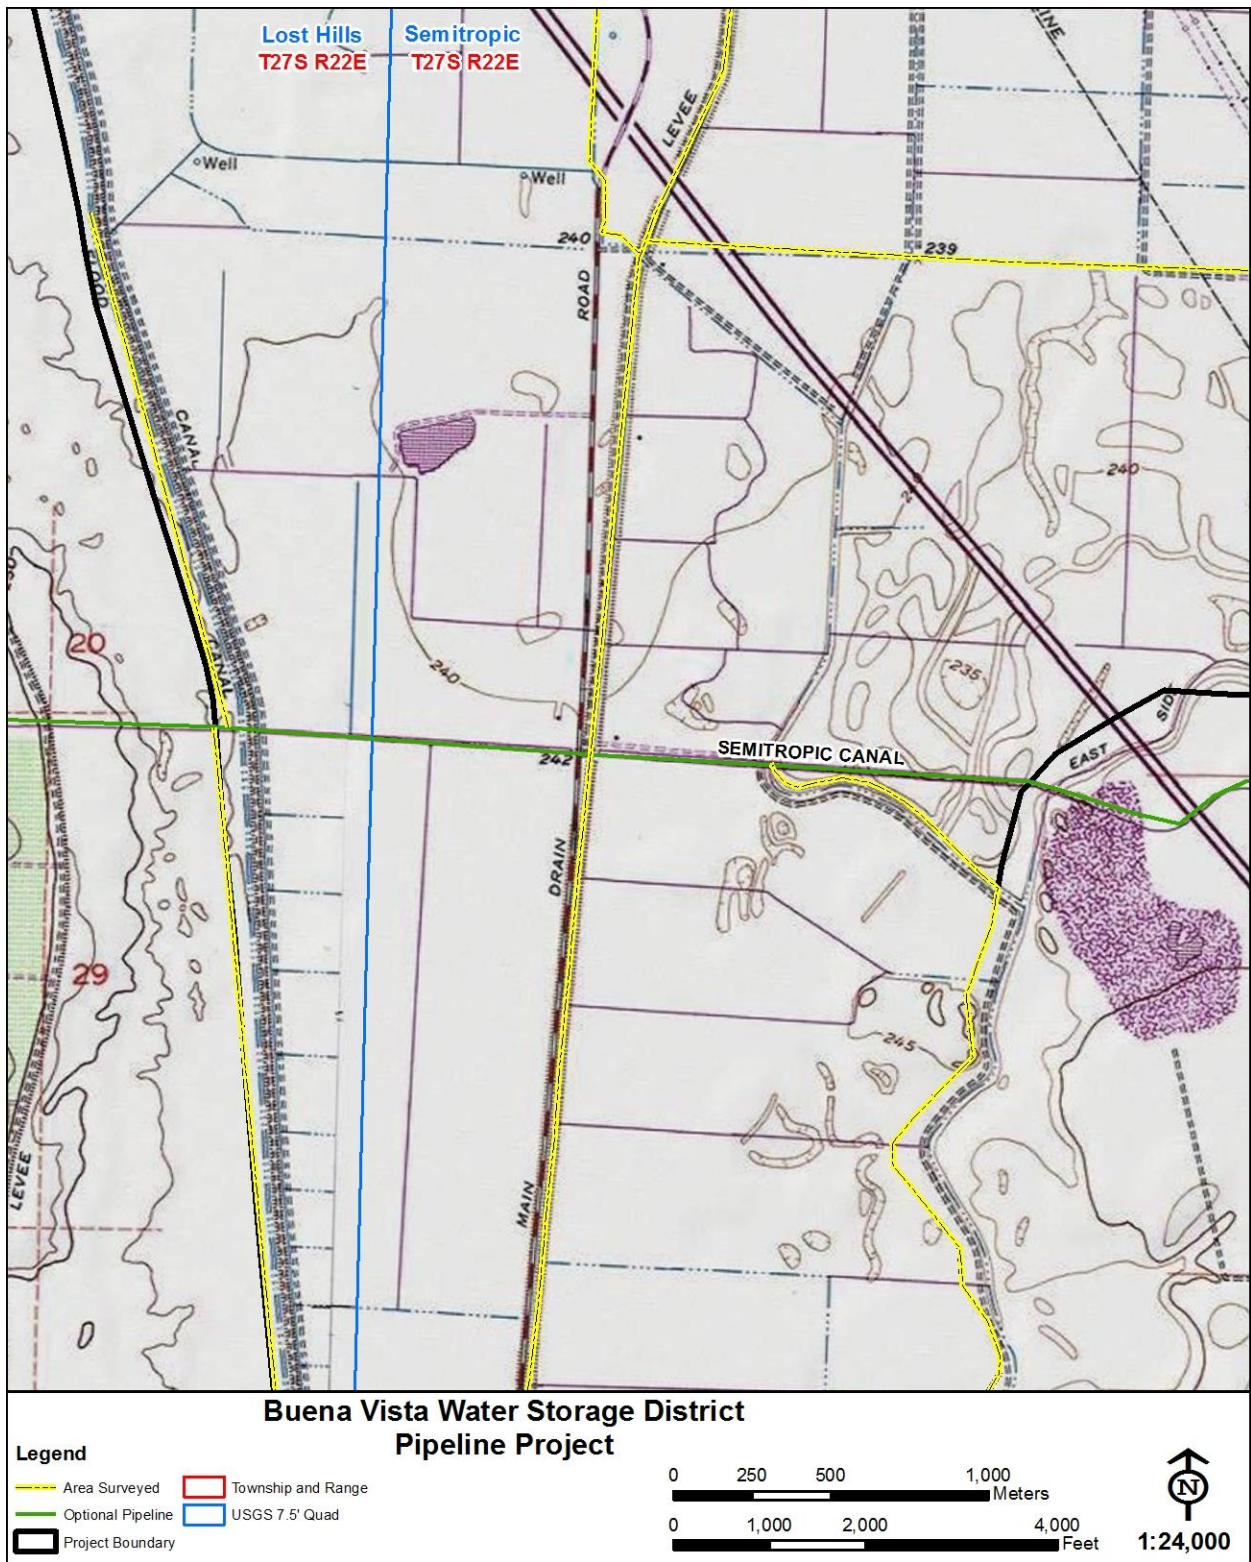 Lost Hills Semitropic
T27S R22E T27S R22E
LEVEE
Well
Well
240
239
FLOOD
ROAD
CANAL
240
20
CANAL
240
235
SIDE
EAST
SEMITROPIC CANAL
242
DRAIN
29
245
LEVEE
MAIN
Buena Vista Water Storage District
Pipeline Project
Legend
Area Surveyed
Township and Range
Optional Pipeline
USGS 7.5' Quad
Project Boundary
0 250 500 1,000
Meters
0 1,000 2,000 4,000
Feet
N
1:24,000